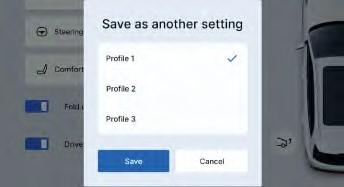 Save as another setting
Steering
Profile 1
Comfort
Profile 2
Fold
Profile 3
Drive
Save
Cancel